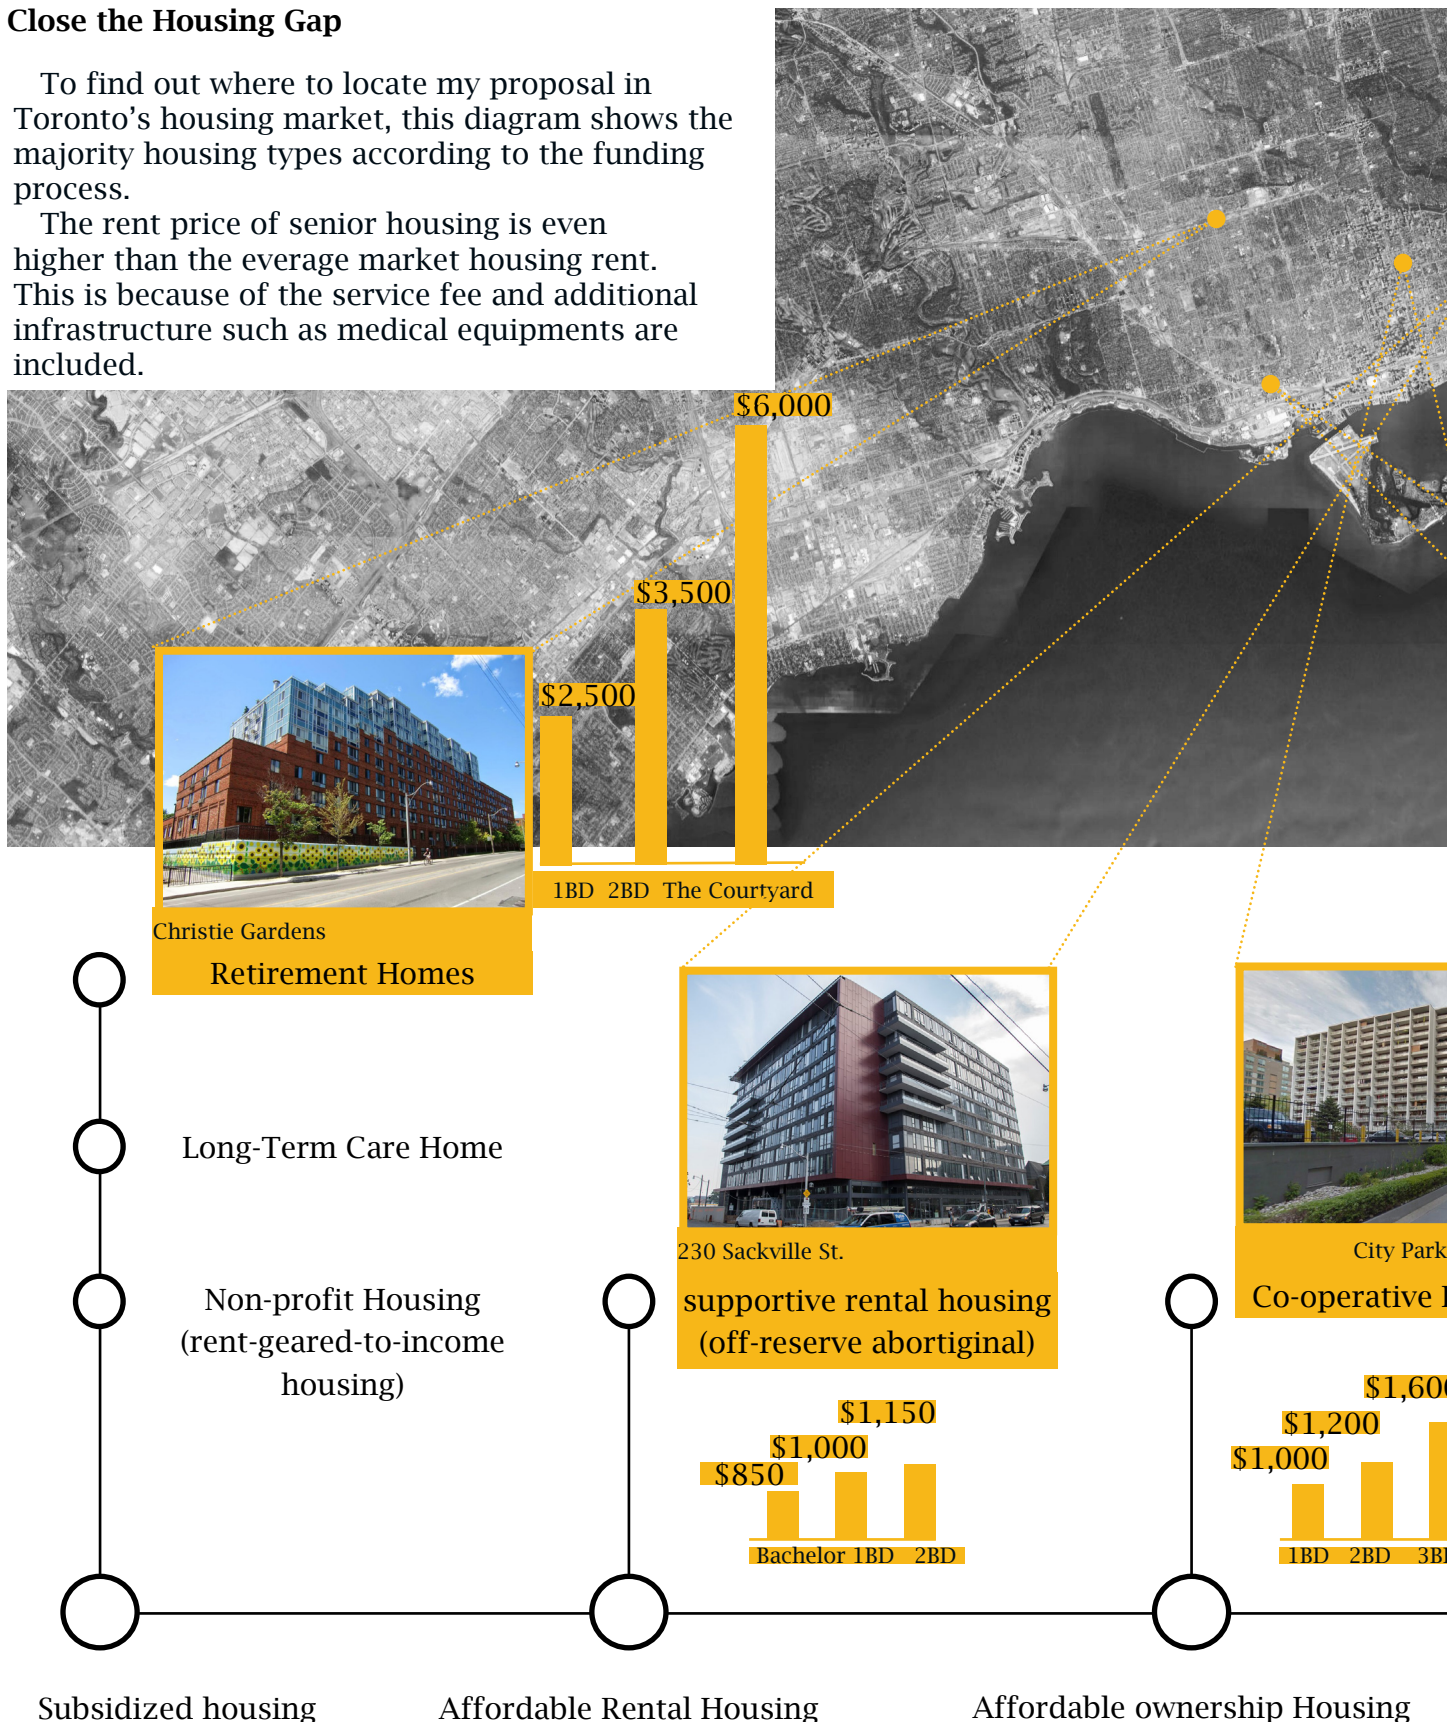 Close the Housing Gap
To find out where to locate my proposal in
Toronto’s housing market, this diagram shows the
majority housing types according to the funding
process.
The rent price of senior housing is even
higher than the everage market housing rent.
This is because of the service fee and additional
infrastructure such as medical equipments are
included.
$6,000
$3,500
$2,500
1BD 2BD The Courtyard
Christie Gardens
Retirement Homes
Long-Term Care Home
Non-profit Housing
(rent-geared-to-income
housing)
230 Sackville St.
supportive rental housing
(off-reserve abortiginal)
$1,150
$1,000
$850
Bachelor 1BD 2BD
City Park
Co-operative
$1,600
$1,200
$1,000
1BD 2BD 3BD
Subsidized housing
Affordable Rental Housing
Affordable ownership Housing